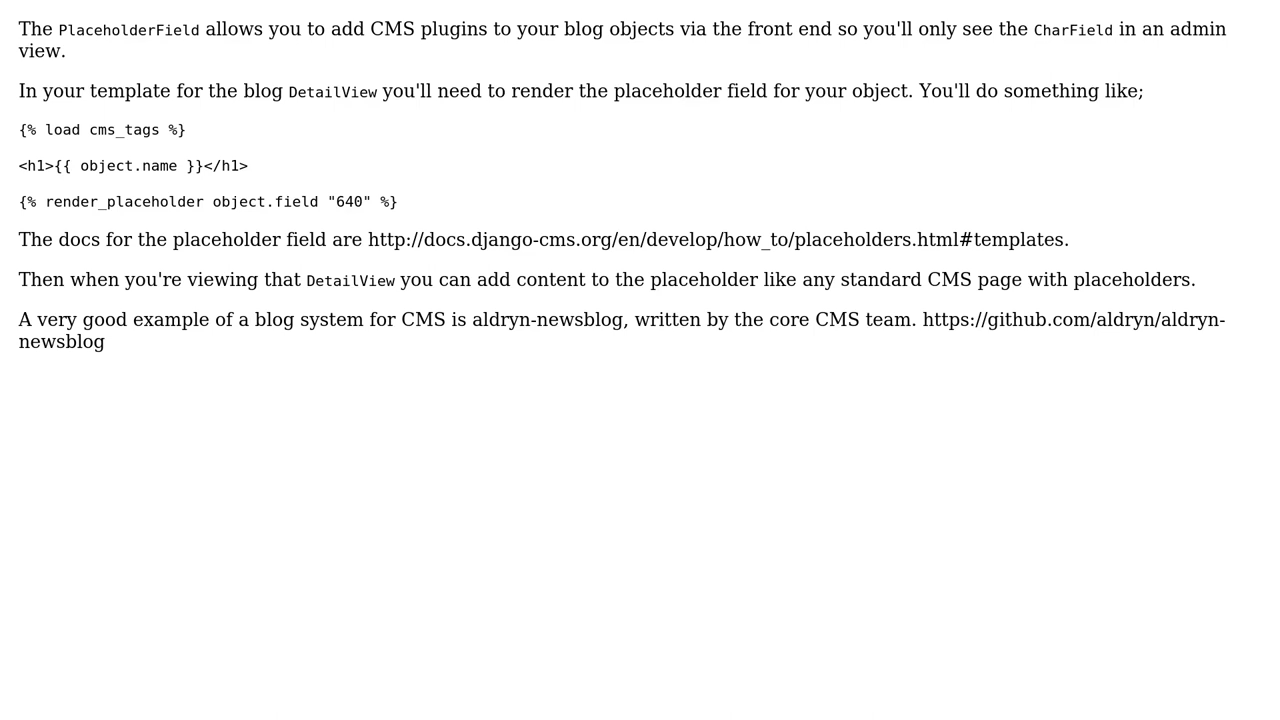 The PlaceholderField allows you to add CMS plugins to your blog objects via the front end so you'll only see the CharField in an admin
view.
In your template for the blog DetailView you'll need to render the placeholder field for your object. You'll do something like;
{% load cms_tags %}
<h1>{{ object.name }}</h1>
{% render_placeholder object.field "640" %}
The docs for the placeholder field are http://docs.django-cms.org/en/develop/how_to/placeholders.html#templates.
Then when you're viewing that DetailView you can add content to the placeholder like any standard CMS page with placeholders.
A very good example of a blog system for CMS is aldryn-newsblog, written by the core CMS team. https://github.com/aldryn/aldryn-
newsblog